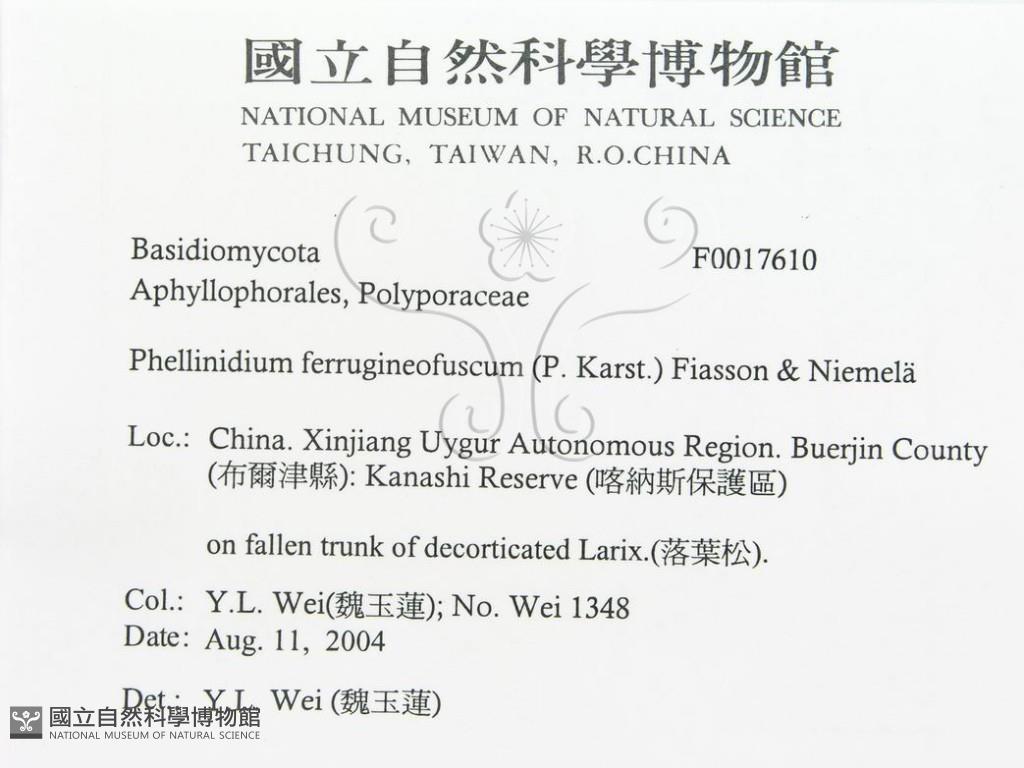 國立自然科學博物館
NATIONAL MUSEUM OF NATURAL SCIENCE
TAICHUNG, TAIWAN, R.O.CHINA
Basidiomycota F0017610
Aphyllophorales, Polyporaceae
Phellinidium ferrugineofuscum (P. Karst.) Fiasson & Niemelä
Loc.: China. Xinjiang Uygur Autonomous Region. Buerjin County
(布爾津縣): Kanashi Reserve (喀納斯保護區)
on fallen trunk of decorticated Larix.(落葉松).
Col.: Y.L. Wei(魏玉蓮); No. Wei 1348
Date: Aug. 11, 2004
Det.: Y.L. Wei (魏玉蓮)
國立自然科學博物館
NATIONAL MUSEUM OF NATURAL SCIENCE